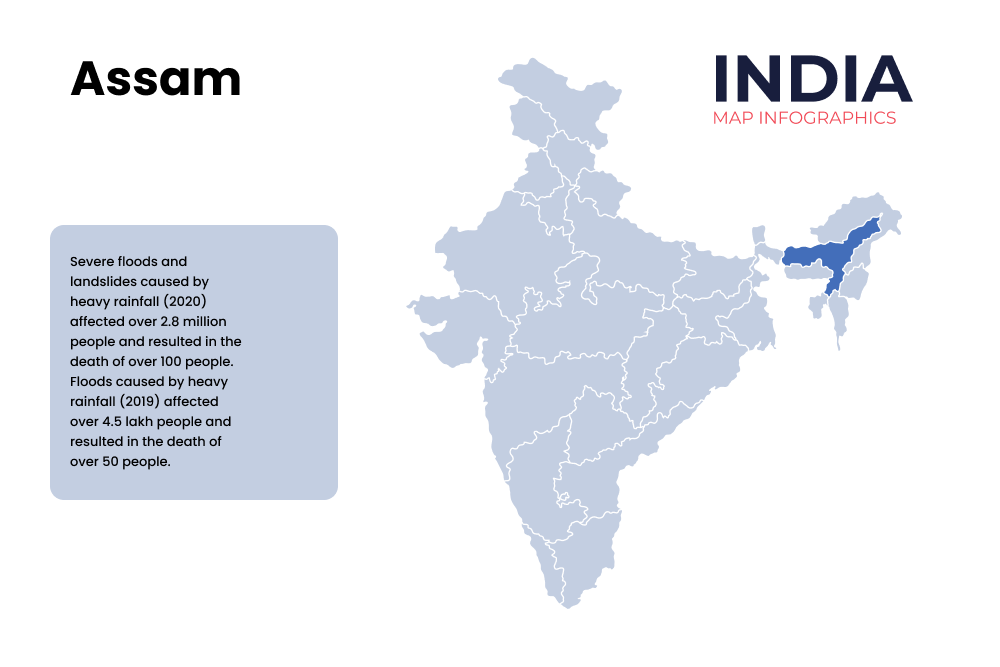 Assam
INDIA
MAP INFOGRAPHICS
Severe floods and
landslides caused by
heavy rainfall (2020)
affected over 2.8 million
people and resulted in the
death of over 100 people.
Floods caused by heavy
rainfall (2019) affected
over 4.5 lakh people and
resulted in the death of
over 50 people.